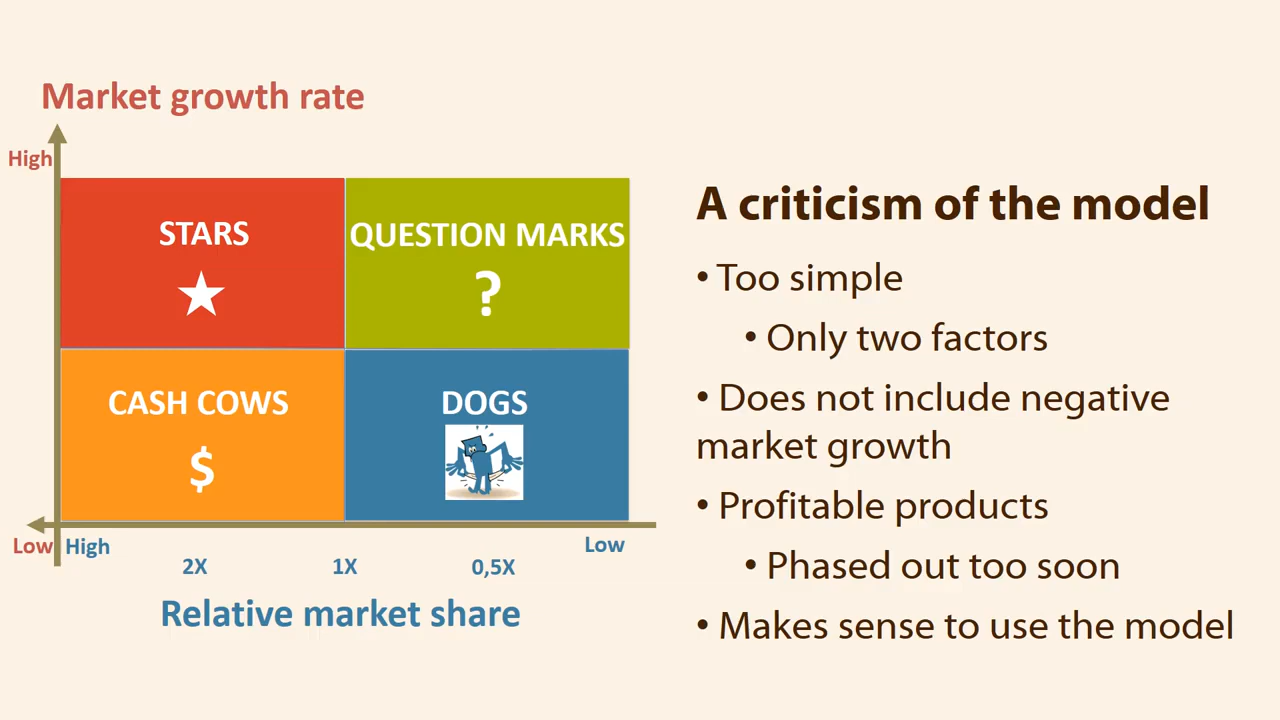 Market growth rate
High
STARS
QUESTION MARKS
?
CASH COWS
$
DOGS
Low
High
Low
2X
1X
0,5X
Relative market share
A criticism of the model
• Too simple
• Only two factors
• Does not include negative
market growth
• Profitable products
• Phased out too soon
• Makes sense to use the model